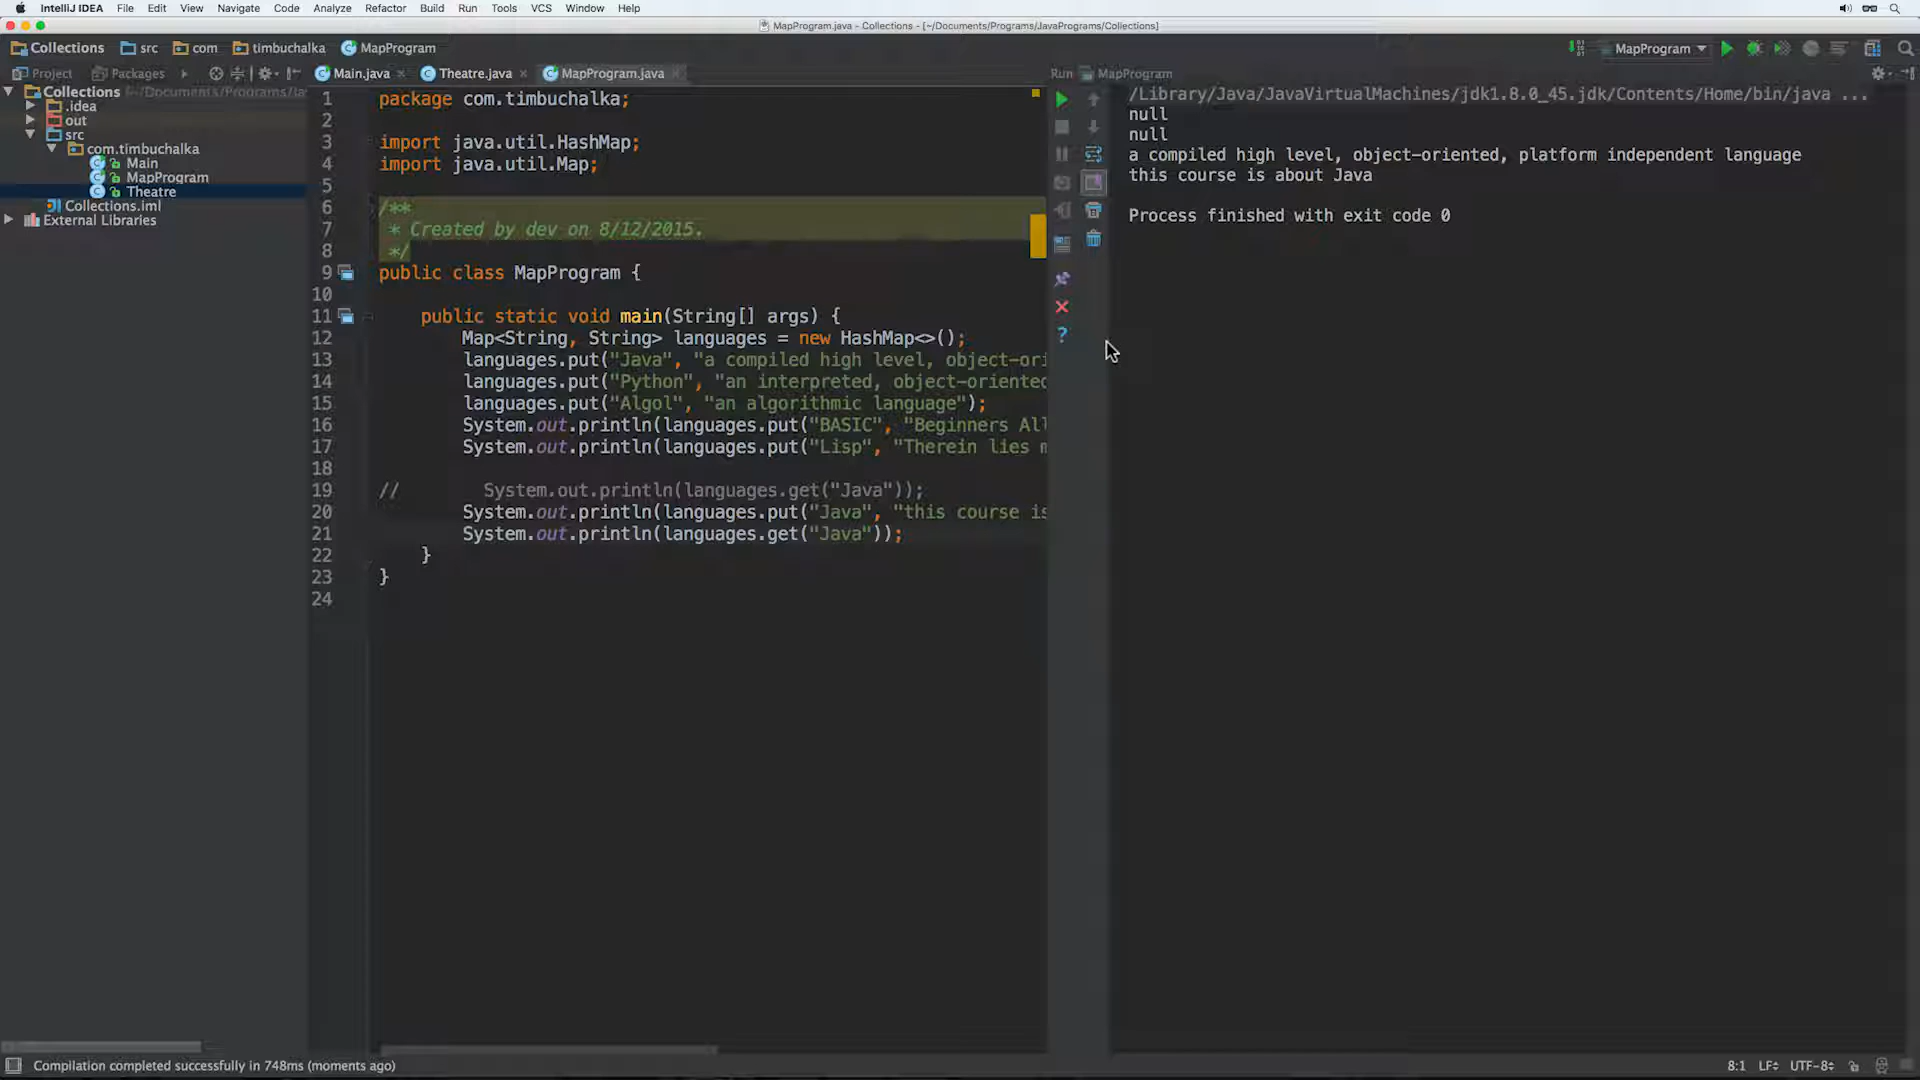 IntelliJ IDEA File Edit View Navigate Code Analyze Refactor Build Run Tools VCS Window Help
MapProgram.java - Collections - [~/Documents/Programs/JavaPrograms/Collections]
Collections src com timbuchalka MapProgram
MapProgram
Project Packages
Main.java Theatre.java MapProgram.java
Run MapProgram
Collections ~/Documents/Programs/Jav
.idea
out
src
com.timbuchalka
Main
MapProgram
Theatre
Collections.iml
External Libraries
1 package com.timbuchalka;
2
3 import java.util.HashMap;
4 import java.util.Map;
5
6 /**
7 * Created by dev on 8/12/2015.
8 */
9 public class MapProgram {
10
11 public static void main(String[] args) {
12 Map<String, String> languages = new HashMap<>();
13 languages.put("Java", "a compiled high level, object-ori
14 languages.put("Python", "an interpreted, object-oriented
15 languages.put("Algol", "an algorithmic language");
16 System.out.println(languages.put("BASIC", "Beginners All
17 System.out.println(languages.put("Lisp", "Therein lies m
18
19 // System.out.println(languages.get("Java"));
20 System.out.println(languages.put("Java", "this course is
21 System.out.println(languages.get("Java"));
22 }
23 }
24
/Library/Java/JavaVirtualMachines/jdk1.8.0_45.jdk/Contents/Home/bin/java ...
null
null
a compiled high level, object-oriented, platform independent language
this course is about Java
Process finished with exit code 0
Compilation completed successfully in 748ms (moments ago)
8:1 LF UTF-8